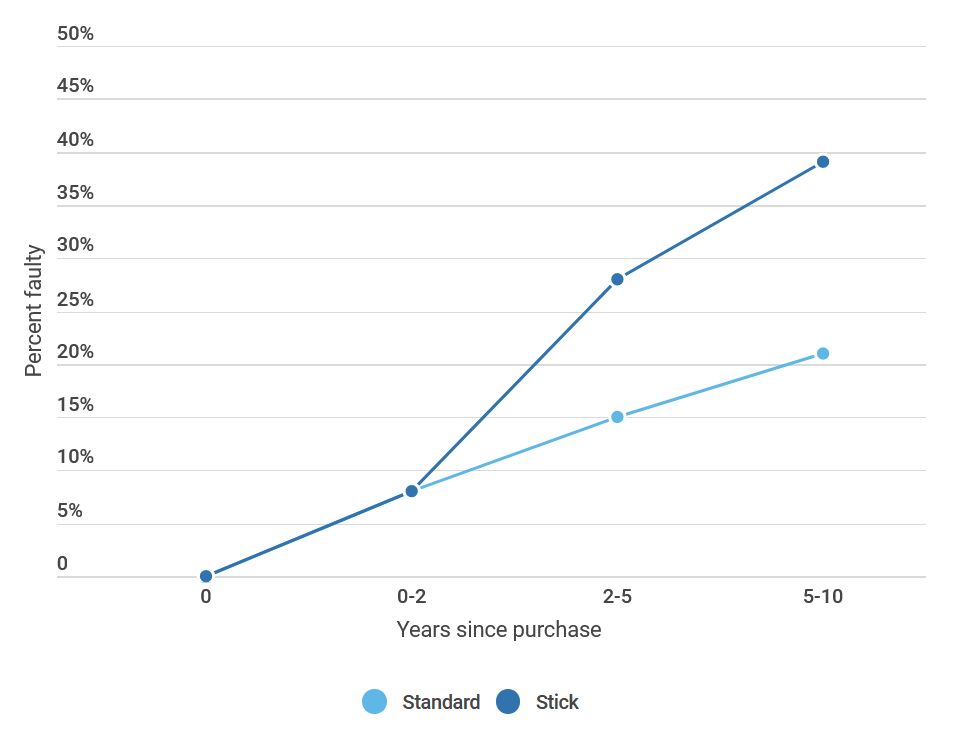 50%
45%
40%
35%
30%
25%
20%
15%
10%
5%
0
Percent faulty
0 0-2 2-5 5-10
Years since purchase
Standard Stick